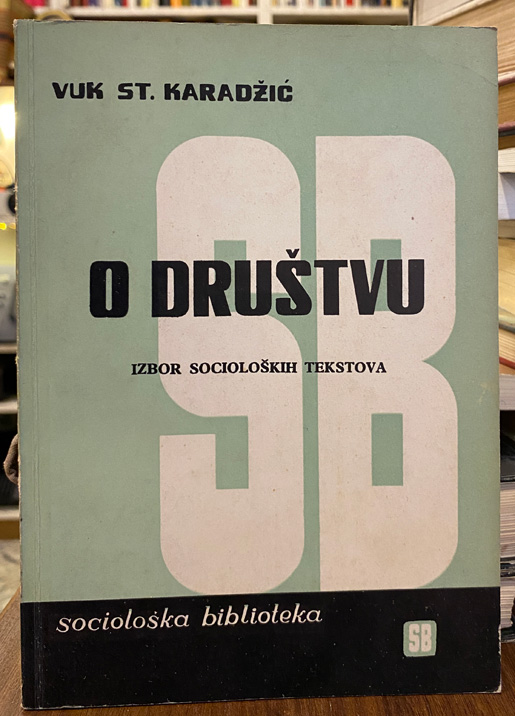 VUK ST. KARADŽIĆ
SB
O DRUŠTVU
IZBOR SOCIOLOŠKIH TEKSTOVA
sociološka biblioteka
SB